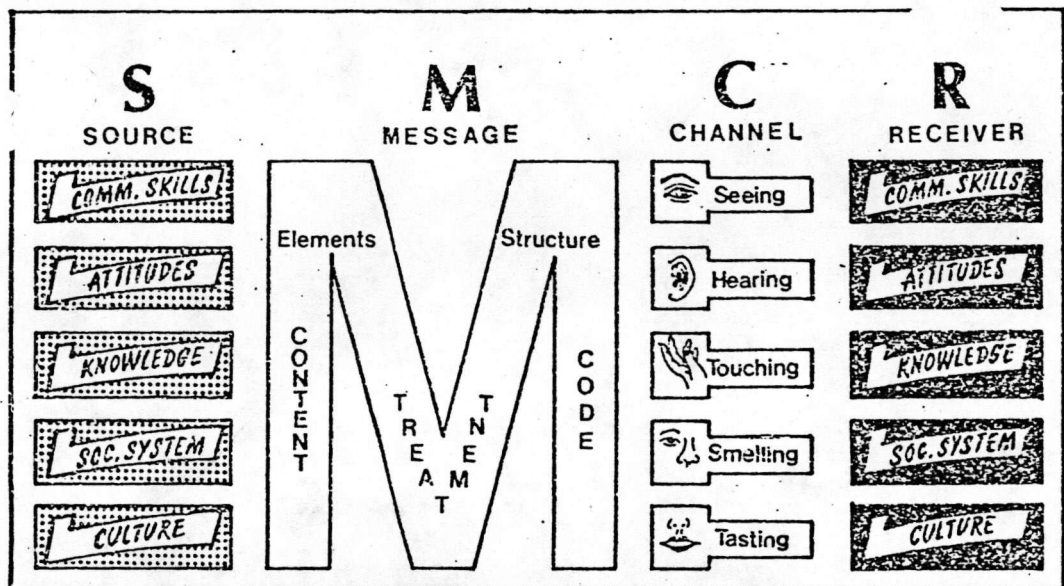 S
SOURCE
COMM. SKILLS
ATTITUDES
KNOWLEDGE
SOC. SYSTEM
CULTURE
M
MESSAGE
Elements
Structure
CONTENT
TREATMENT
CODE
C
CHANNEL
Seeing
Hearing
Touching
Smelling
Tasting
R
RECEIVER
COMM. SKILLS
ATTITUDES
KNOWLEDGE
SOC. SYSTEM
CULTURE